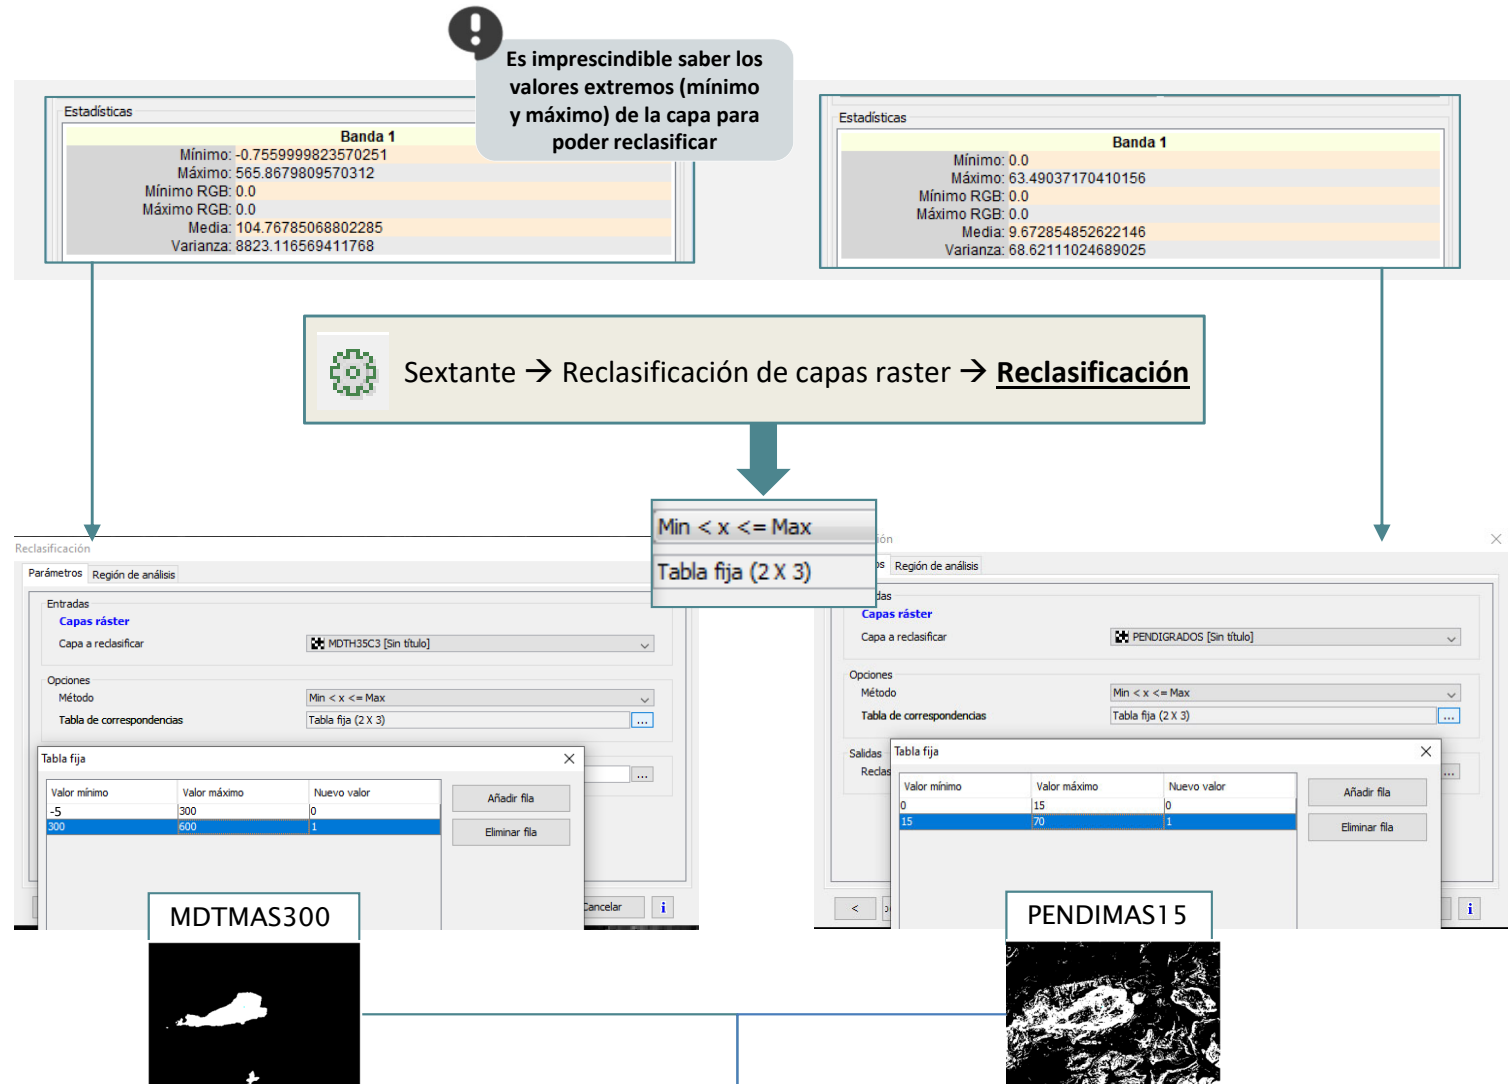 Es imprescindible saber los
valores extremos (mínimo
y máximo) de la capa para
poder reclasificar
Estadísticas
Banda 1
Mínimo: -0.7559999823570251
Máximo: 565.8679809570312
Mínimo RGB: 0.0
Máximo RGB: 0.0
Media: 104.76785068802285
Varianza: 8823.116569411768
Estadísticas
Banda 1
Mínimo: 0.0
Máximo: 63.49037170410156
Mínimo RGB: 0.0
Máximo RGB: 0.0
Media: 9.672854852622146
Varianza: 68.62111024689025
Sextante → Reclasificación de capas raster → Reclasificación
Min < x <= Max
Tabla fija (2 X 3)
Reclasificación
Parámetros Región de análisis
Entradas
Capas ráster
Capa a reclasificar MDTH35C3 [Sin título]
Opciones
Método Min < x <= Max
Tabla de correspondencias Tabla fija (2 X 3) ...
...
Tabla fija
Valor mínimo Valor máximo Nuevo valor
-5 300 0
300 600 1
Añadir fila
Eliminar fila
Cancelar i
MDTMAS300
ión
os Región de análisis
das
Capas ráster
Capa a reclasificar PENDIGRADOS [Sin título]
Opciones
Método Min < x <= Max
Tabla de correspondencias Tabla fija (2 X 3) ...
Salidas
Reclas
...
Tabla fija
Valor mínimo Valor máximo Nuevo valor
0 15 0
15 70 1
Añadir fila
Eliminar fila
< i
PENDIMAS15